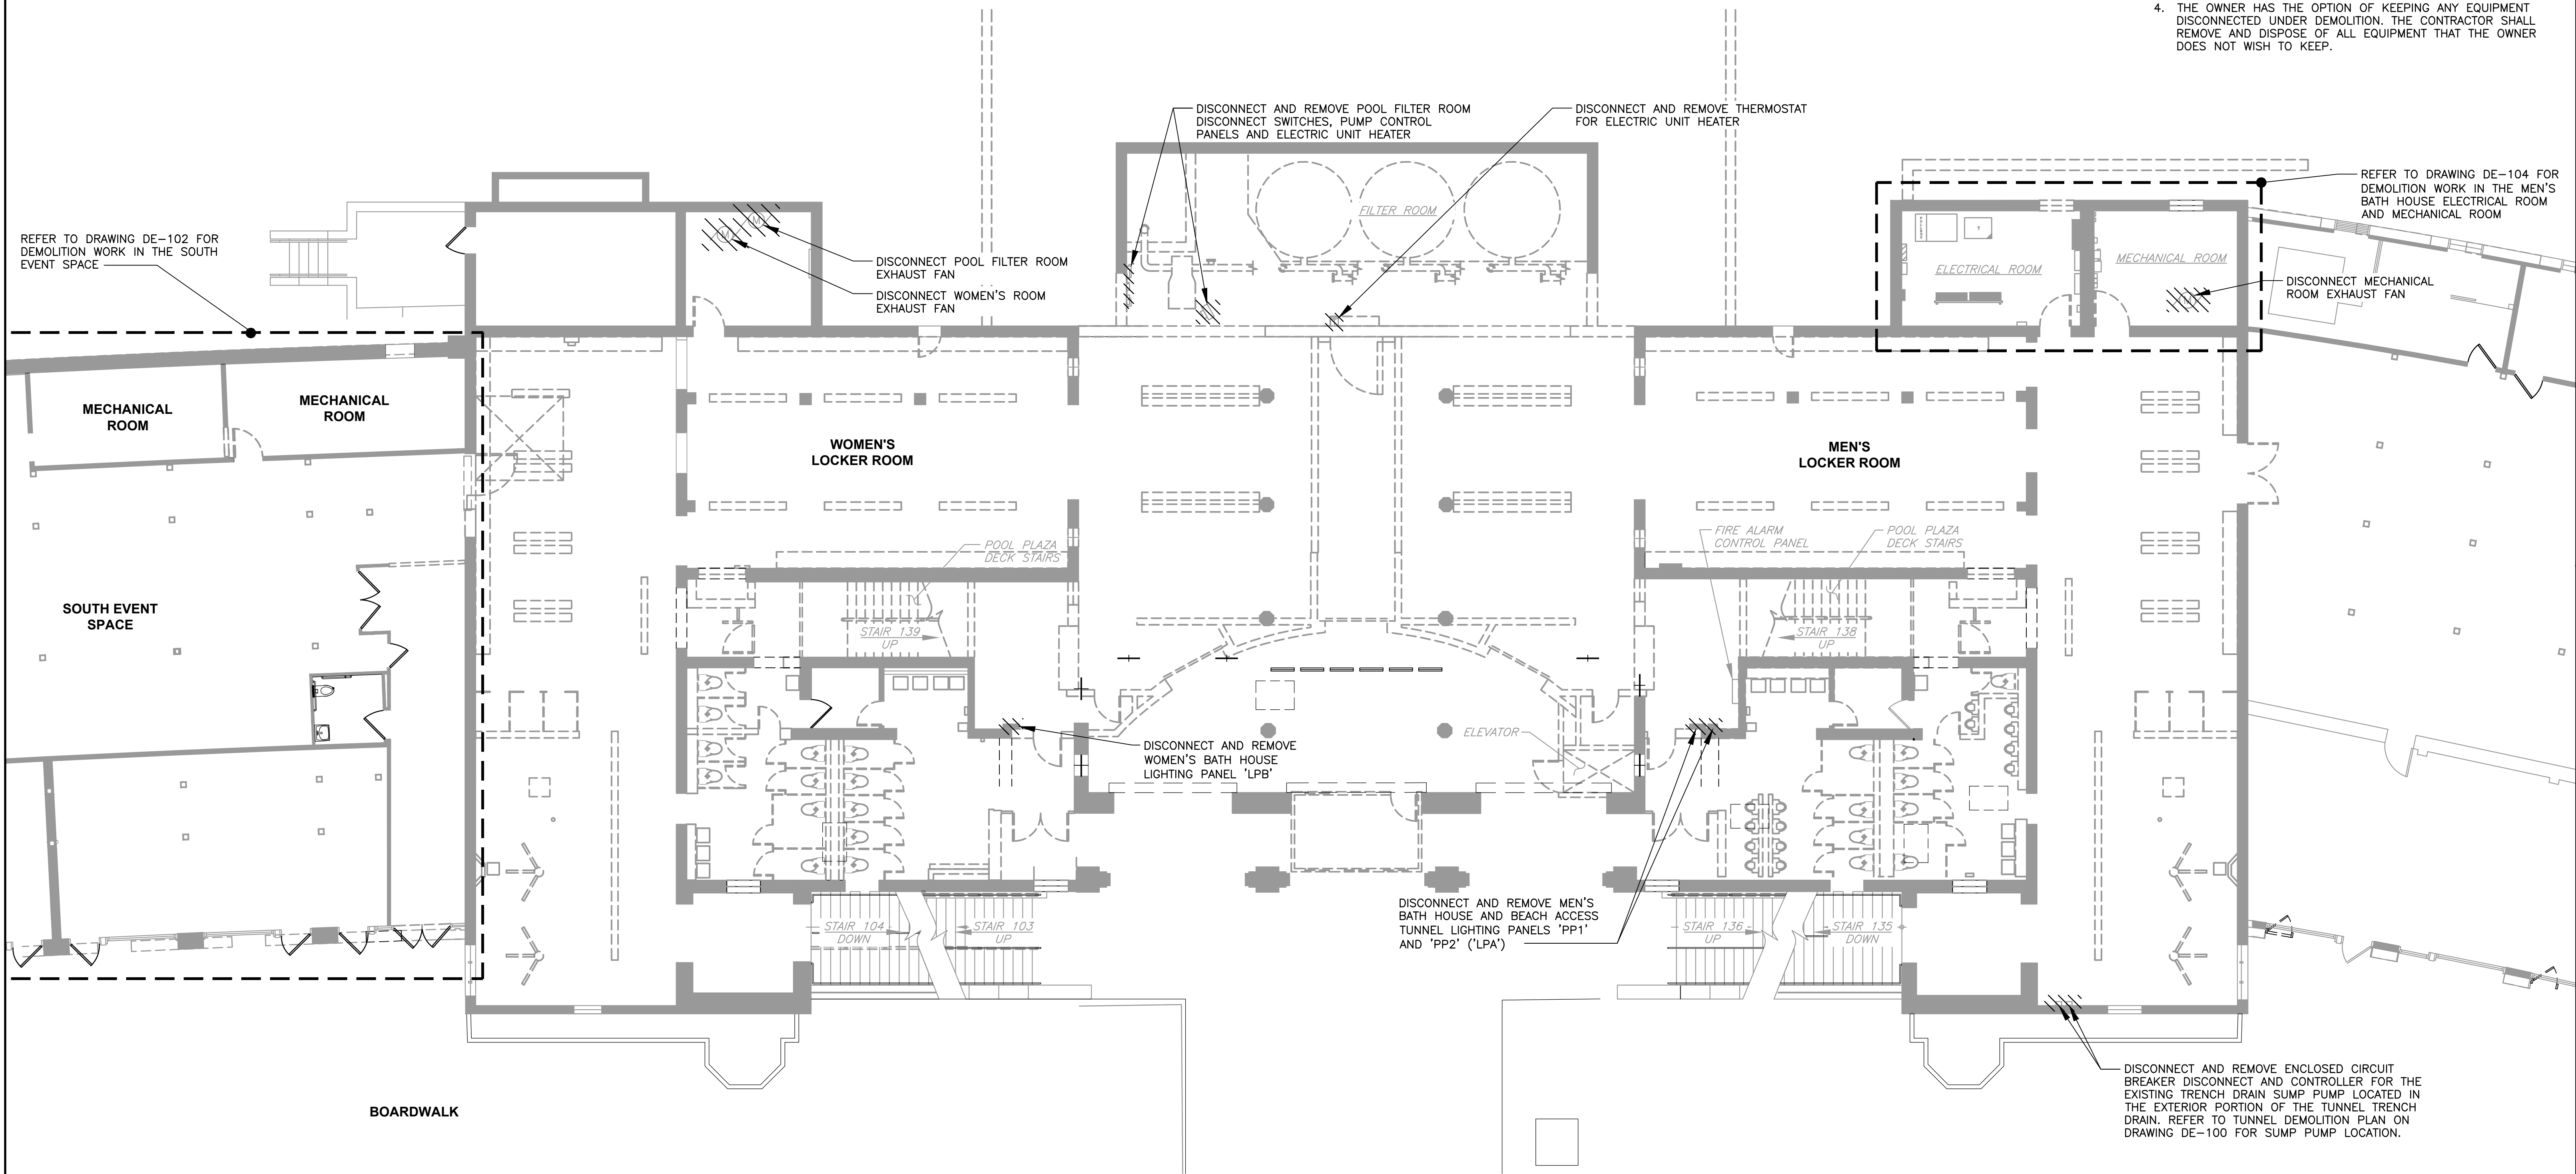 4. THE OWNER HAS THE OPTION OF KEEPING ANY EQUIPMENT
DISCONNECTED UNDER DEMOLITION. THE CONTRACTOR SHALL
REMOVE AND DISPOSE OF ALL EQUIPMENT THAT THE OWNER
DOES NOT WISH TO KEEP.
DISCONNECT AND REMOVE POOL FILTER ROOM
DISCONNECT SWITCHES, PUMP CONTROL
PANELS AND ELECTRIC UNIT HEATER
DISCONNECT AND REMOVE THERMOSTAT
FOR ELECTRIC UNIT HEATER
REFER TO DRAWING DE-104 FOR
DEMOLITION WORK IN THE MEN'S
BATH HOUSE ELECTRICAL ROOM
AND MECHANICAL ROOM
REFER TO DRAWING DE-102 FOR
DEMOLITION WORK IN THE SOUTH
EVENT SPACE
M
M
DISCONNECT POOL FILTER ROOM
EXHAUST FAN
DISCONNECT WOMEN'S ROOM
EXHAUST FAN
FILTER ROOM
ELECTRICAL ROOM
MECHANICAL ROOM
DISCONNECT MECHANICAL
ROOM EXHAUST FAN
MECHANICAL
ROOM
MECHANICAL
ROOM
WOMEN'S
LOCKER ROOM
MEN'S
LOCKER ROOM
POOL PLAZA
DECK STAIRS
FIRE ALARM
CONTROL PANEL
POOL PLAZA
DECK STAIRS
SOUTH EVENT
SPACE
STAIR 139
UP
STAIR 138
UP
ELEVATOR
DISCONNECT AND REMOVE
WOMEN'S BATH HOUSE
LIGHTING PANEL 'LPB'
DISCONNECT AND REMOVE MEN'S
BATH HOUSE AND BEACH ACCESS
TUNNEL LIGHTING PANELS 'PP1'
AND 'PP2' ('LPA')
STAIR 104
DOWN
STAIR 103
UP
STAIR 136
UP
STAIR 135
DOWN
DISCONNECT AND REMOVE ENCLOSED CIRCUIT
BREAKER DISCONNECT AND CONTROLLER FOR THE
EXISTING TRENCH DRAIN SUMP PUMP LOCATED IN
THE EXTERIOR PORTION OF THE TUNNEL TRENCH
DRAIN. REFER TO TUNNEL DEMOLITION PLAN ON
DRAWING DE-100 FOR SUMP PUMP LOCATION.
BOARDWALK